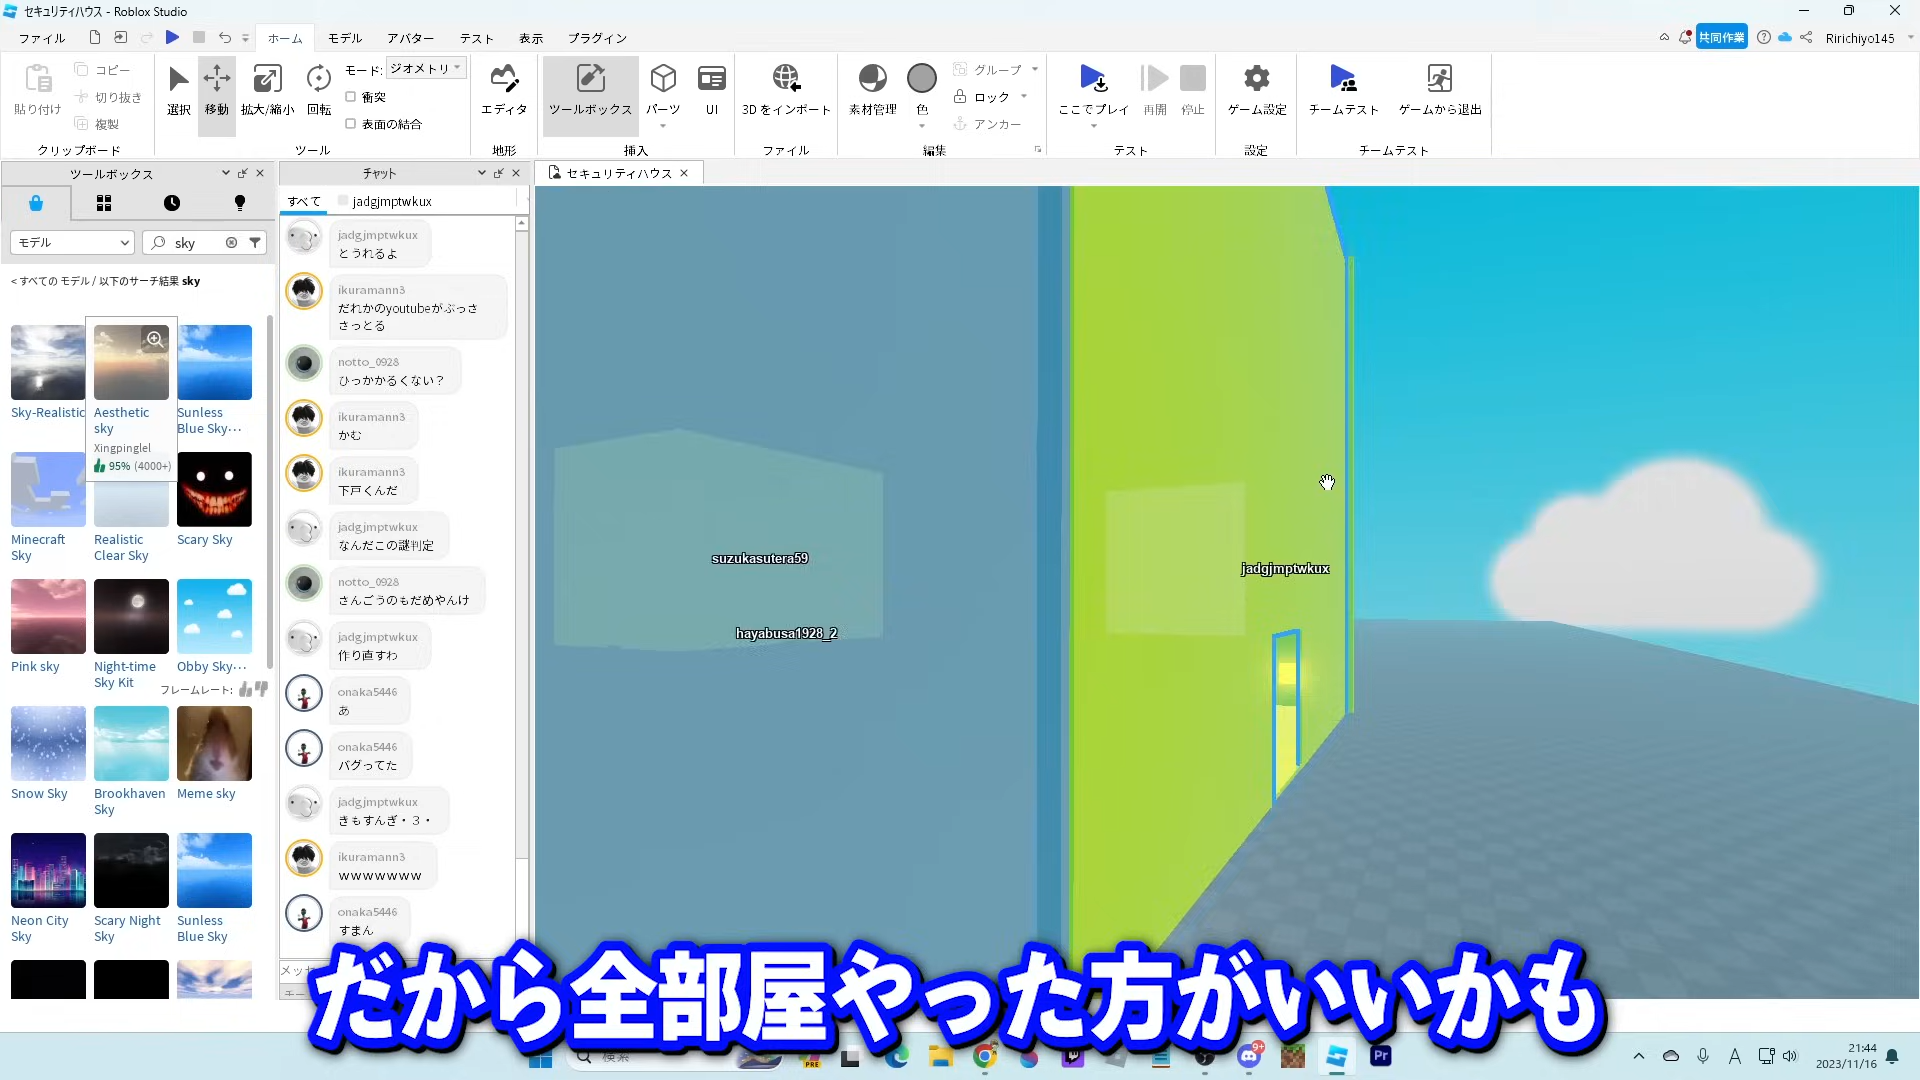 セキュリティハウス - Roblox Studio
ファイル
ホーム
モデル
アバター
テスト
表示
プラグイン
共同作業
Ririchiyo145
貼り付け
コピー
切り抜き
複製
クリップボード
選択
移動
拡大/縮小
回転
モード:
ジオメトリ
衝突
表面の結合
ツール
エディタ
地形
ツールボックス
パーツ
UI
挿入
3D をインポート
ファイル
素材管理
色
グループ
ロック
アンカー
編集
ここでプレイ
再開
停止
テスト
ゲーム設定
設定
チームテスト
ゲームから退出
チームテスト
ツールボックス
モデル
sky
< すべての モデル / 以下のサーチ結果 sky
Sky-Realistic
Aesthetic
sky
Xingpinglel
95% (4000+)
Sunless
Blue Sky…
Minecraft
Sky
Realistic
Clear Sky
Scary Sky
Pink sky
Night-time
Sky Kit
Obby Sky…
フレームレート:
Snow Sky
Brookhaven
Sky
Meme sky
Neon City
Sky
Scary Night
Sky
Sunless
Blue Sky
チャット
すべて
jadgjmptwkux
jadgjmptwkux
とうれるよ
ikuramann3
だれかのyoutubeがぶっさ
さっとる
notto_0928
ひっかかるくない？
ikuramann3
かむ
ikuramann3
下戸くんだ
jadgjmptwkux
なんだこの謎判定
notto_0928
さんごうのもだめやんけ
jadgjmptwkux
作り直すわ
onaka5446
あ
onaka5446
バグってた
jadgjmptwkux
きもすんぎ・３・
ikuramann3
ｗｗｗｗｗｗｗ
onaka5446
すまん
メッセ
セキュリティハウス
suzukasutera59
hayabusa1928_2
jadgjmptwkux
だから全部屋やった方がいいかも
検索
PRE
9+
Pr
A
21:44
2023/11/16